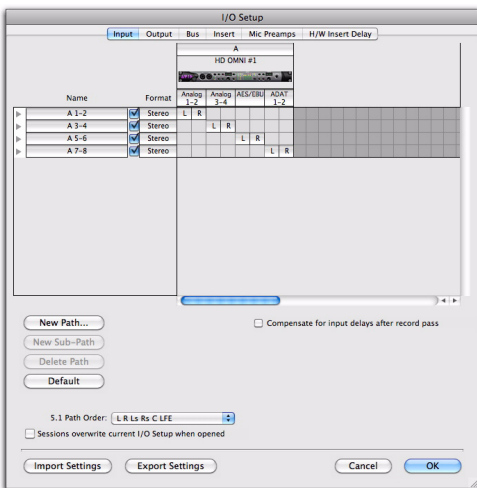 I/O Setup
Input Output Bus Insert Mic Preamps H/W Insert Delay
A
HD OMNI #1
Name Format Analog 1-2 Analog 3-4 AES/EBU ADAT 1-2
A 1-2 Stereo L R
A 3-4 Stereo L R
A 5-6 Stereo L R
A 7-8 Stereo L R
New Path... Compensate for input delays after record pass
New Sub-Path
Delete Path
Default
5.1 Path Order: L R Ls Rs C LFE
Sessions overwrite current I/O Setup when opened
Import Settings Export Settings Cancel OK